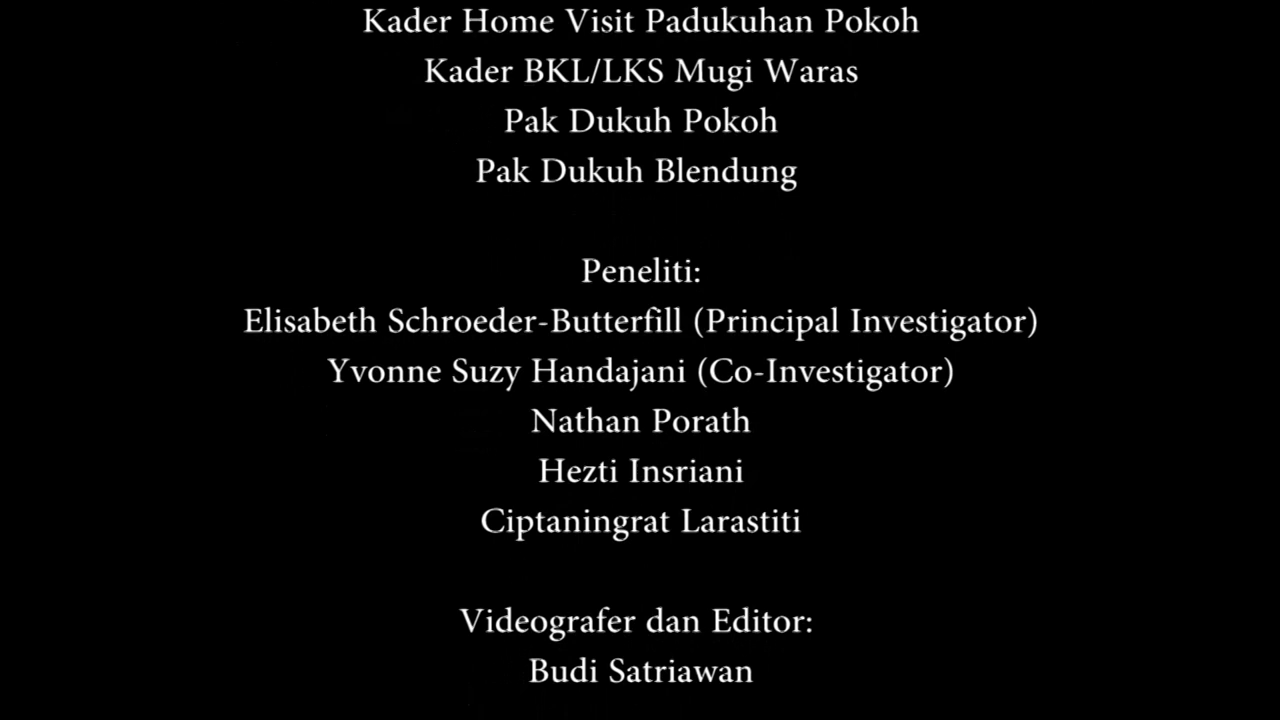 Kader Home Visit Padukuhan Pokoh
Kader BKL/LKS Mugi Waras
Pak Dukuh Pokoh
Pak Dukuh Blendung
Peneliti:
Elisabeth Schroeder-Butterfill (Principal Investigator)
Yvonne Suzy Handajani (Co-Investigator)
Nathan Porath
Hezti Insriani
Ciptaningrat Larastiti
Videografer dan Editor:
Budi Satriawan